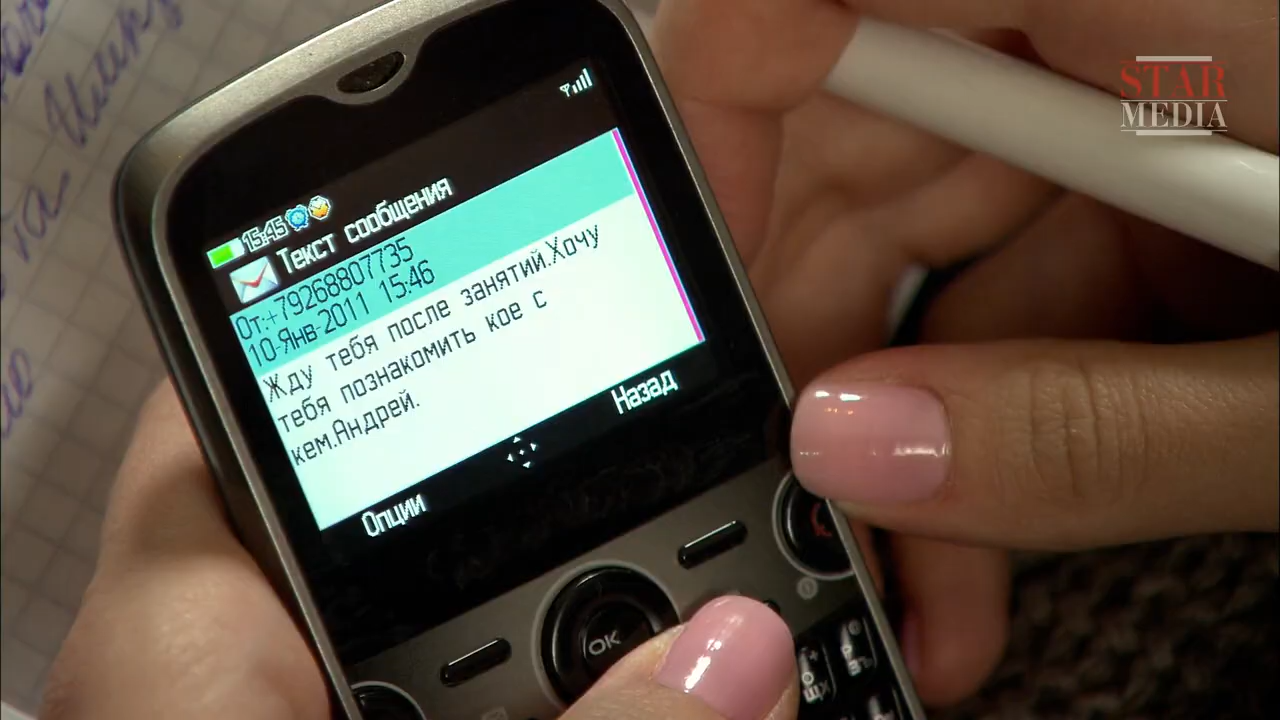 STAR
MEDIA
15:45
Текст сообщения
От:+79268807735
10-Янв-2011 15:46
Жду тебя после занятий.Хочу
тебя познакомить кое с
кем.Андрей.
Опции
Назад
OK